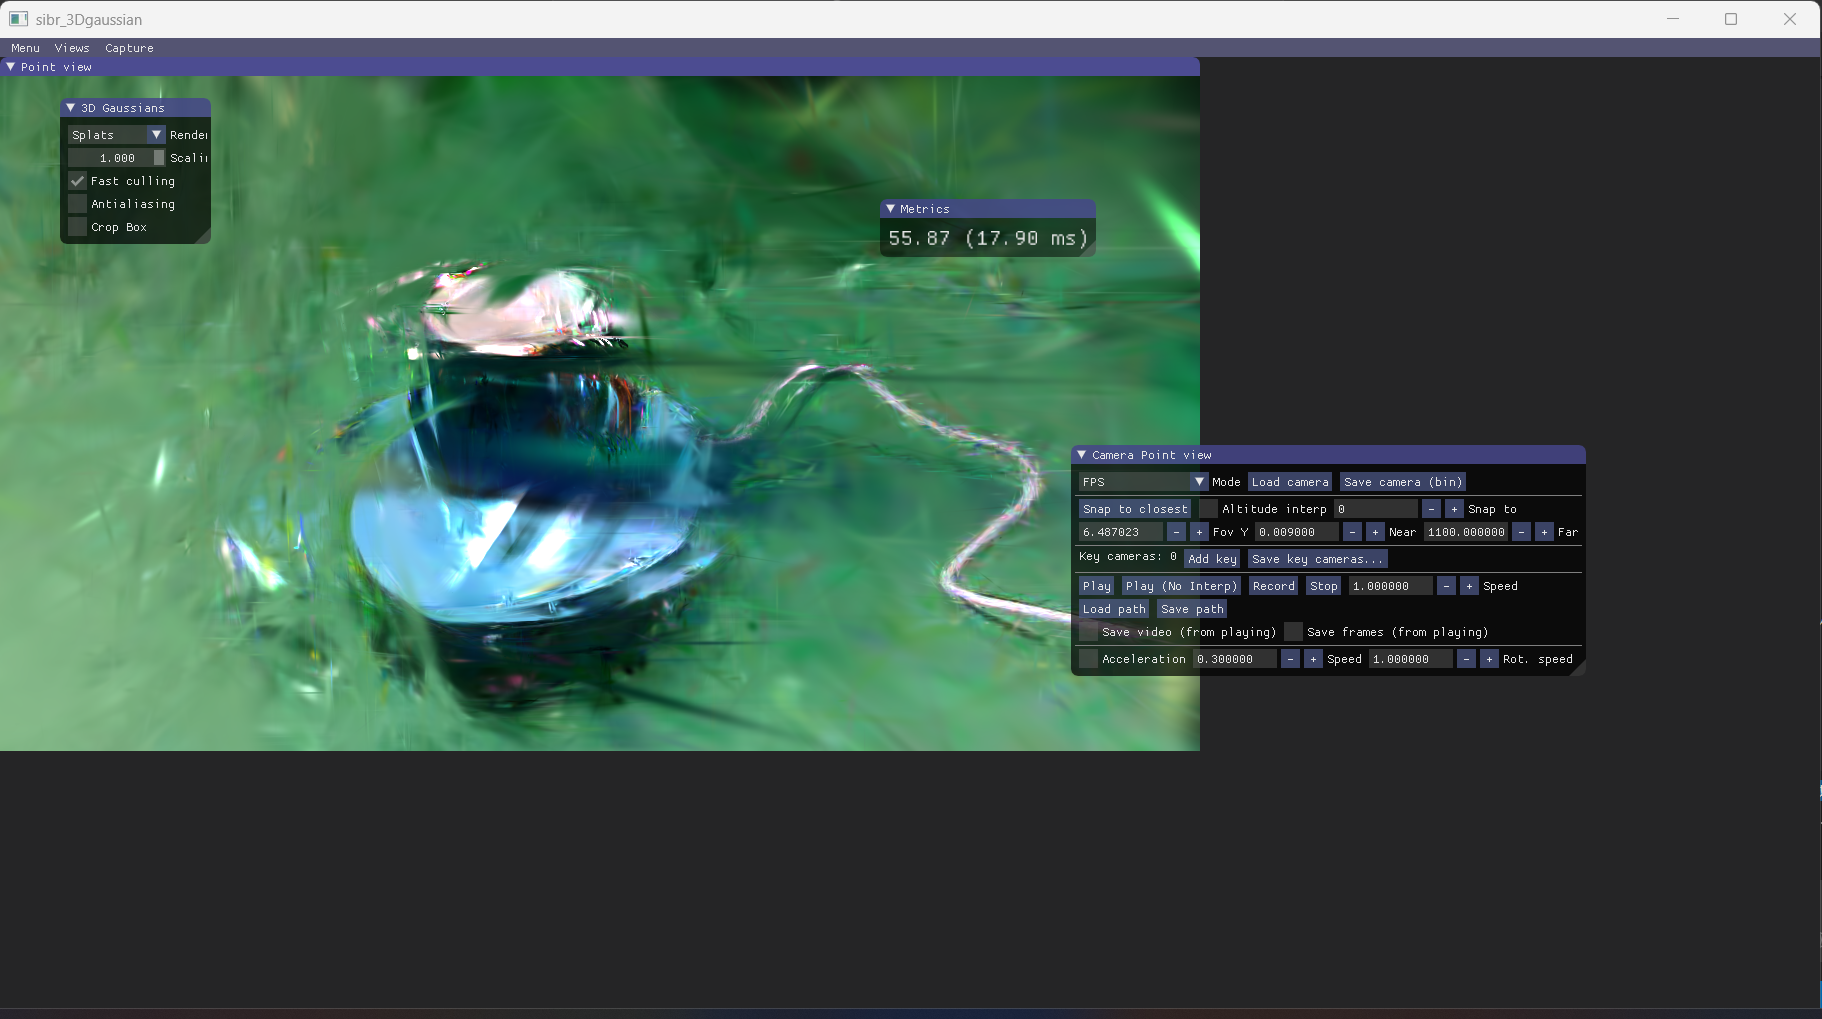 sibr_3Dgaussian
Menu Views Capture
Point view
3D Gaussians
Splats
1.000
Fast culling
Antialiasing
Crop Box
Metrics
55.87 (17.90 ms)
Camera Point view
FPS Mode Load camera Save camera (bin)
Snap to closest Altitude interp 0 - + Snap to
6.487023 - + Fov Y 0.009000 - + Near 1100.000000 - + Far
Key cameras: 0 Add key Save key cameras...
Play Play (No Interp) Record Stop 1.000000 - + Speed
Load path Save path
Save video (from playing) Save frames (from playing)
Acceleration 0.300000 - + Speed 1.000000 - + Rot. speed